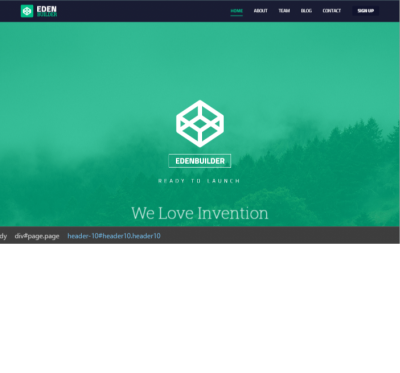 EDEN
BUILDER
HOME ABOUT TEAM BLOG CONTACT SIGN UP
EDENBUILDER
READY TO LAUNCH
We Love Invention
dy div#page.page header-10#header10.header10